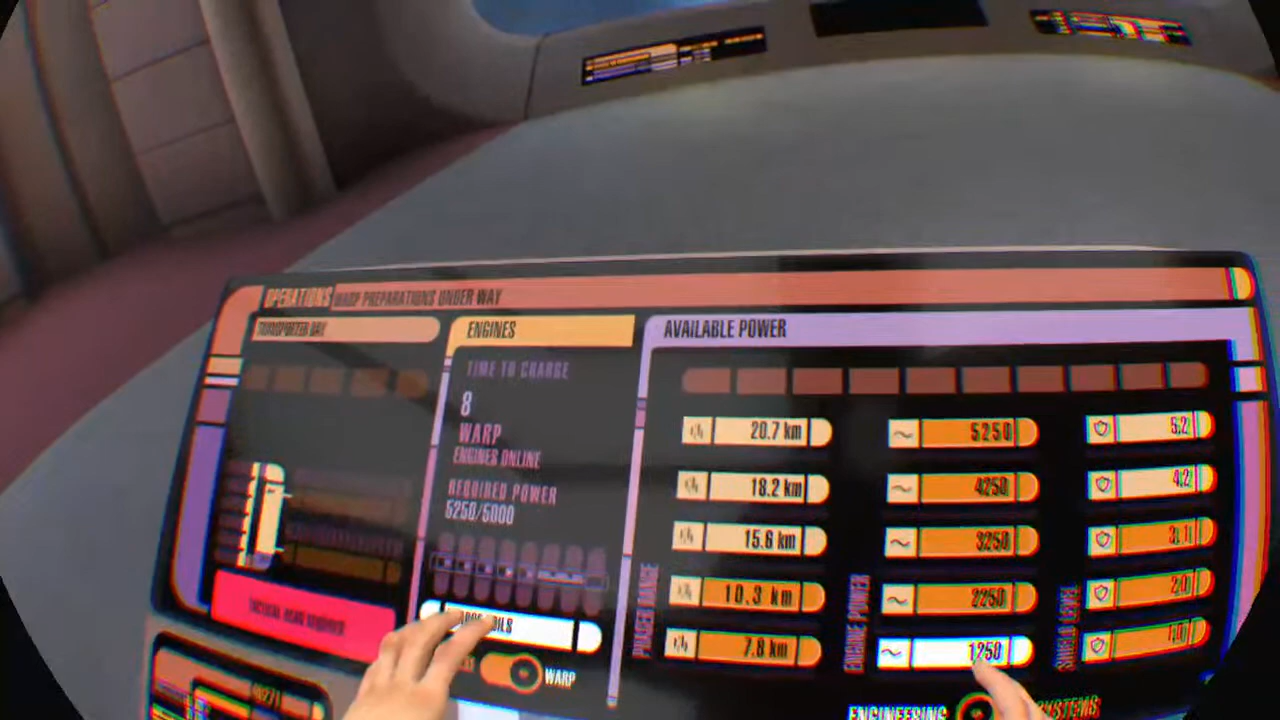 OPERATIONS WARP PREPARATIONS UNDER WAY
TRANSPORTER BAY
ENGINES
AVAILABLE POWER
TIME TO CHARGE
8
WARP
ENGINES ONLINE
REQUIRED POWER
5250/5000
WARP
PHASER RANGE
20.7 km
18.2 km
15.6 km
10.3 km
7.8 km
ENGINE POWER
5250
4250
3250
2250
1250
SHIELD LEVEL
5.2
4.2
3.1
2.0
1.0
ENGINEERING
SYSTEMS